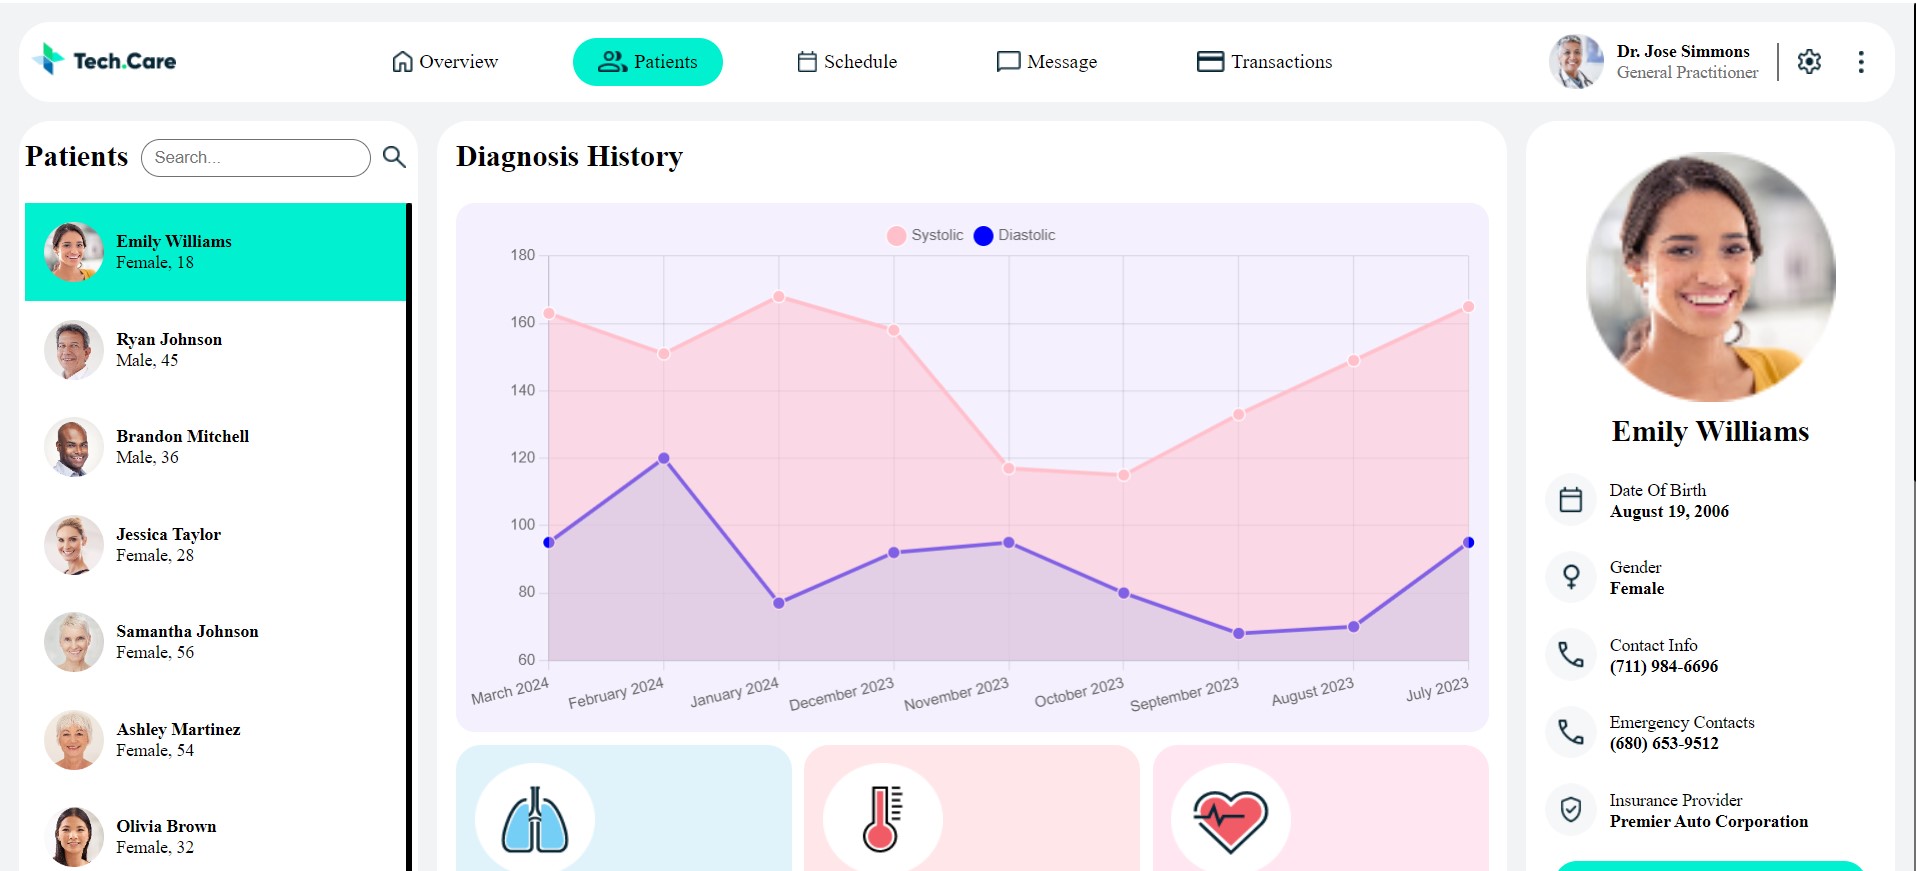 Tech.Care
Overview
Patients
Schedule
Message
Transactions
Dr. Jose Simmons
General Practitioner
Patients
Search...
Emily Williams
Female, 18
Ryan Johnson
Male, 45
Brandon Mitchell
Male, 36
Jessica Taylor
Female, 28
Samantha Johnson
Female, 56
Ashley Martinez
Female, 54
Olivia Brown
Female, 32
Diagnosis History
Systolic Diastolic
180
160
140
120
100
80
60
March 2024
February 2024
January 2024
December 2023
November 2023
October 2023
September 2023
August 2023
July 2023
Emily Williams
Date Of Birth
August 19, 2006
Gender
Female
Contact Info
(711) 984-6696
Emergency Contacts
(680) 653-9512
Insurance Provider
Premier Auto Corporation